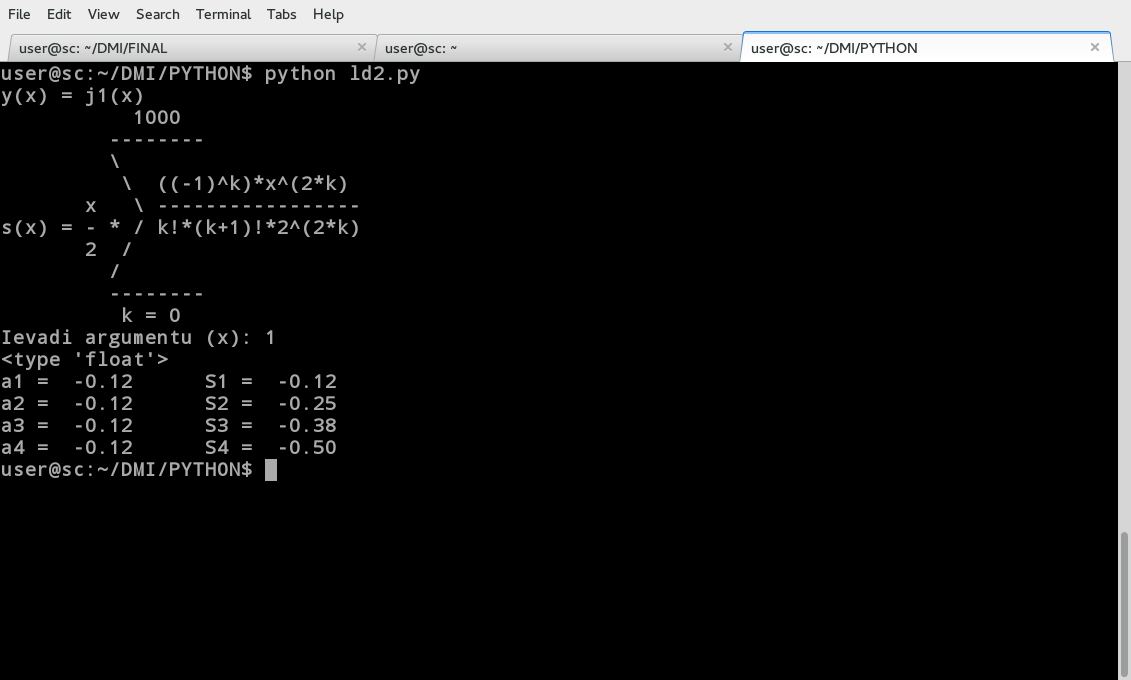 File Edit View Search Terminal Tabs Help
user@sc: ~/DMI/FINAL × user@sc: ~ × user@sc: ~/DMI/PYTHON ×
user@sc:~/DMI/PYTHON$ python ld2.py
y(x) = j1(x)
           1000
         --------
         \
          \  ((-1)^k)*x^(2*k)
       x   \ -----------------
s(x) = - * / k!*(k+1)!*2^(2*k)
       2  /
         /
         --------
          k = 0
Ievadi argumentu (x): 1
<type 'float'>
a1 =  -0.12      S1 =  -0.12
a2 =  -0.12      S2 =  -0.25
a3 =  -0.12      S3 =  -0.38
a4 =  -0.12      S4 =  -0.50
user@sc:~/DMI/PYTHON$